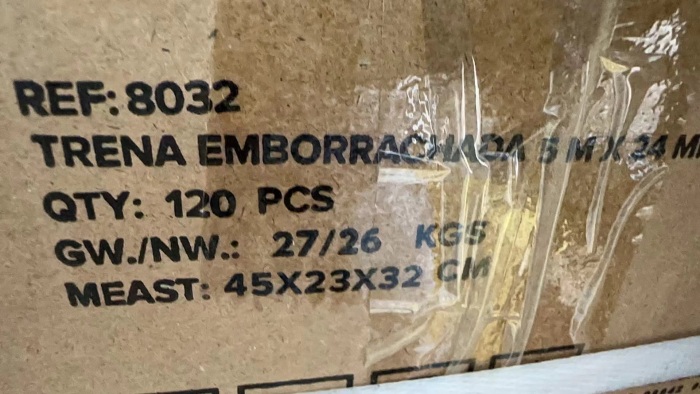 REF: 8032
TRENA EMBORRACHADA 5 M X 24 M
QTY: 120 PCS
GW./NW.: 27/26 KGS
MEAST: 45X23X32 CM